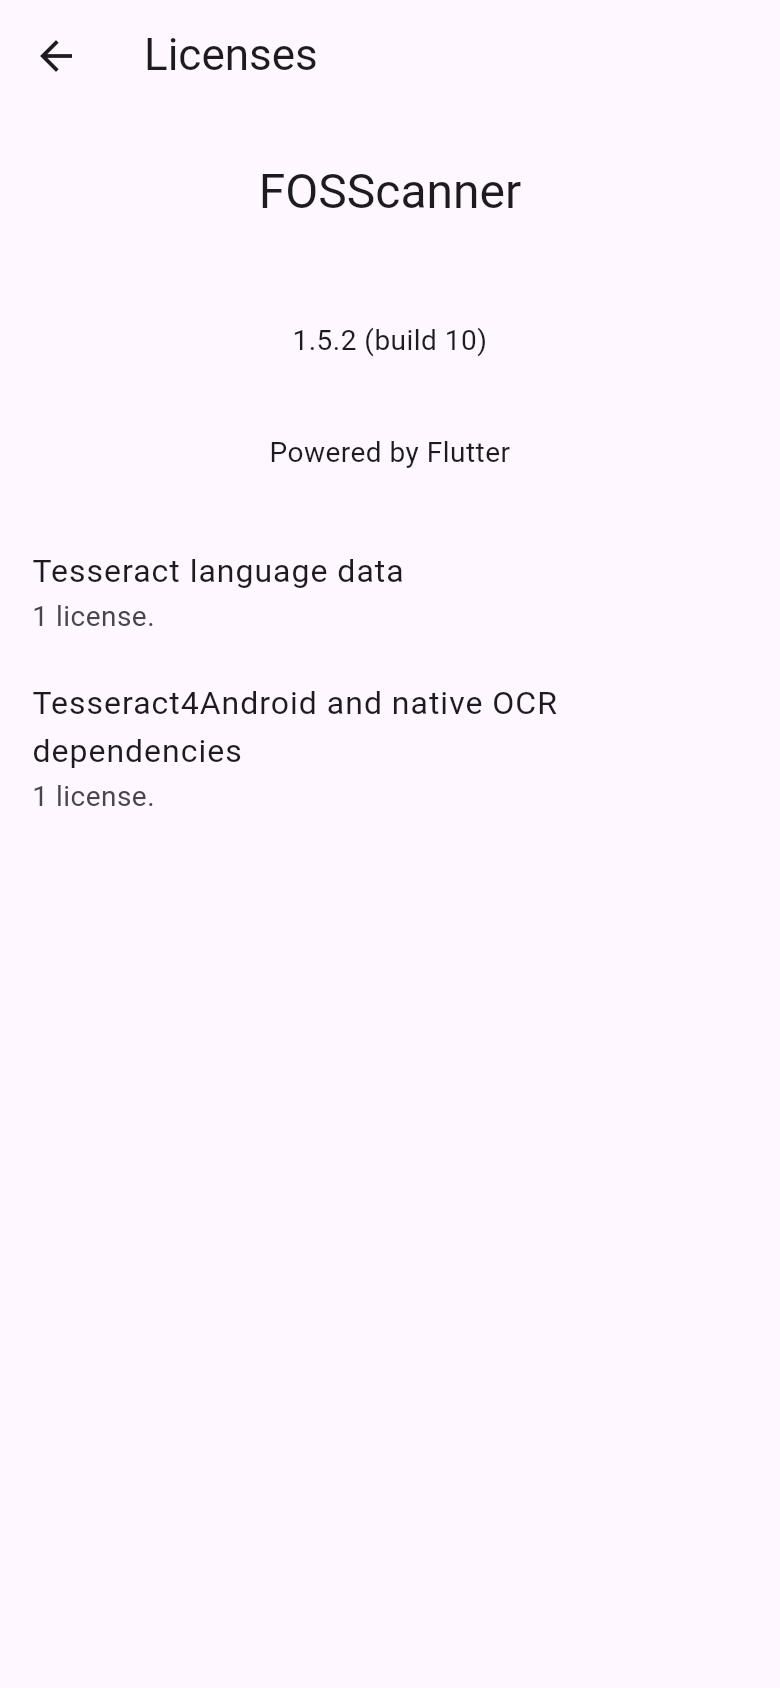 Licenses
FOSScanner
1.5.2 (build 10)
Powered by Flutter
Tesseract language data
1 license.
Tesseract4Android and native OCR
dependencies
1 license.